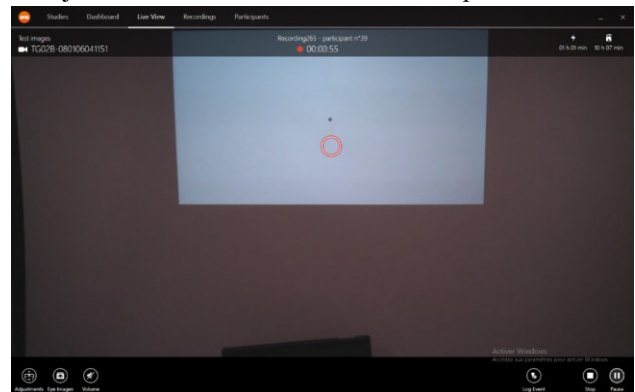 Studies Dashboard Live View Recordings Participants
Test images
TG02B-080106041151
Recording265 - participant n°39
00:00:55
01 h 01 min 10 h 07 min
Activer Windows
Accédez aux paramètres pour activer Windows.
Adjustments Eye Images Volume
Log Event Stop Pause